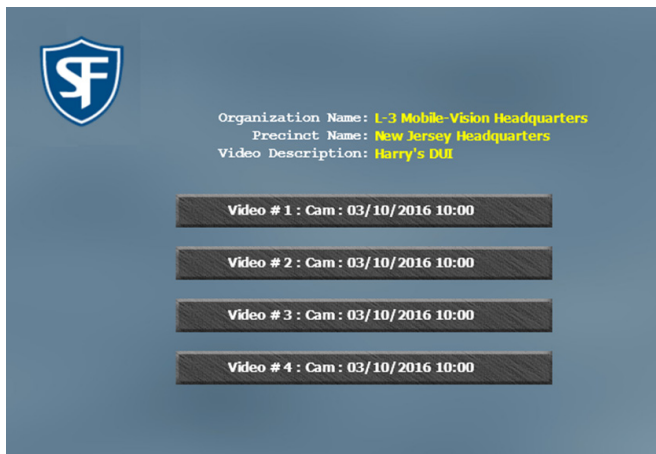 SF
Organization Name: L-3 Mobile-Vision Headquarters
Precinct Name: New Jersey Headquarters
Video Description: Harry's DUI
Video # 1 : Cam : 03/10/2016 10:00
Video # 2 : Cam : 03/10/2016 10:00
Video # 3 : Cam : 03/10/2016 10:00
Video # 4 : Cam : 03/10/2016 10:00